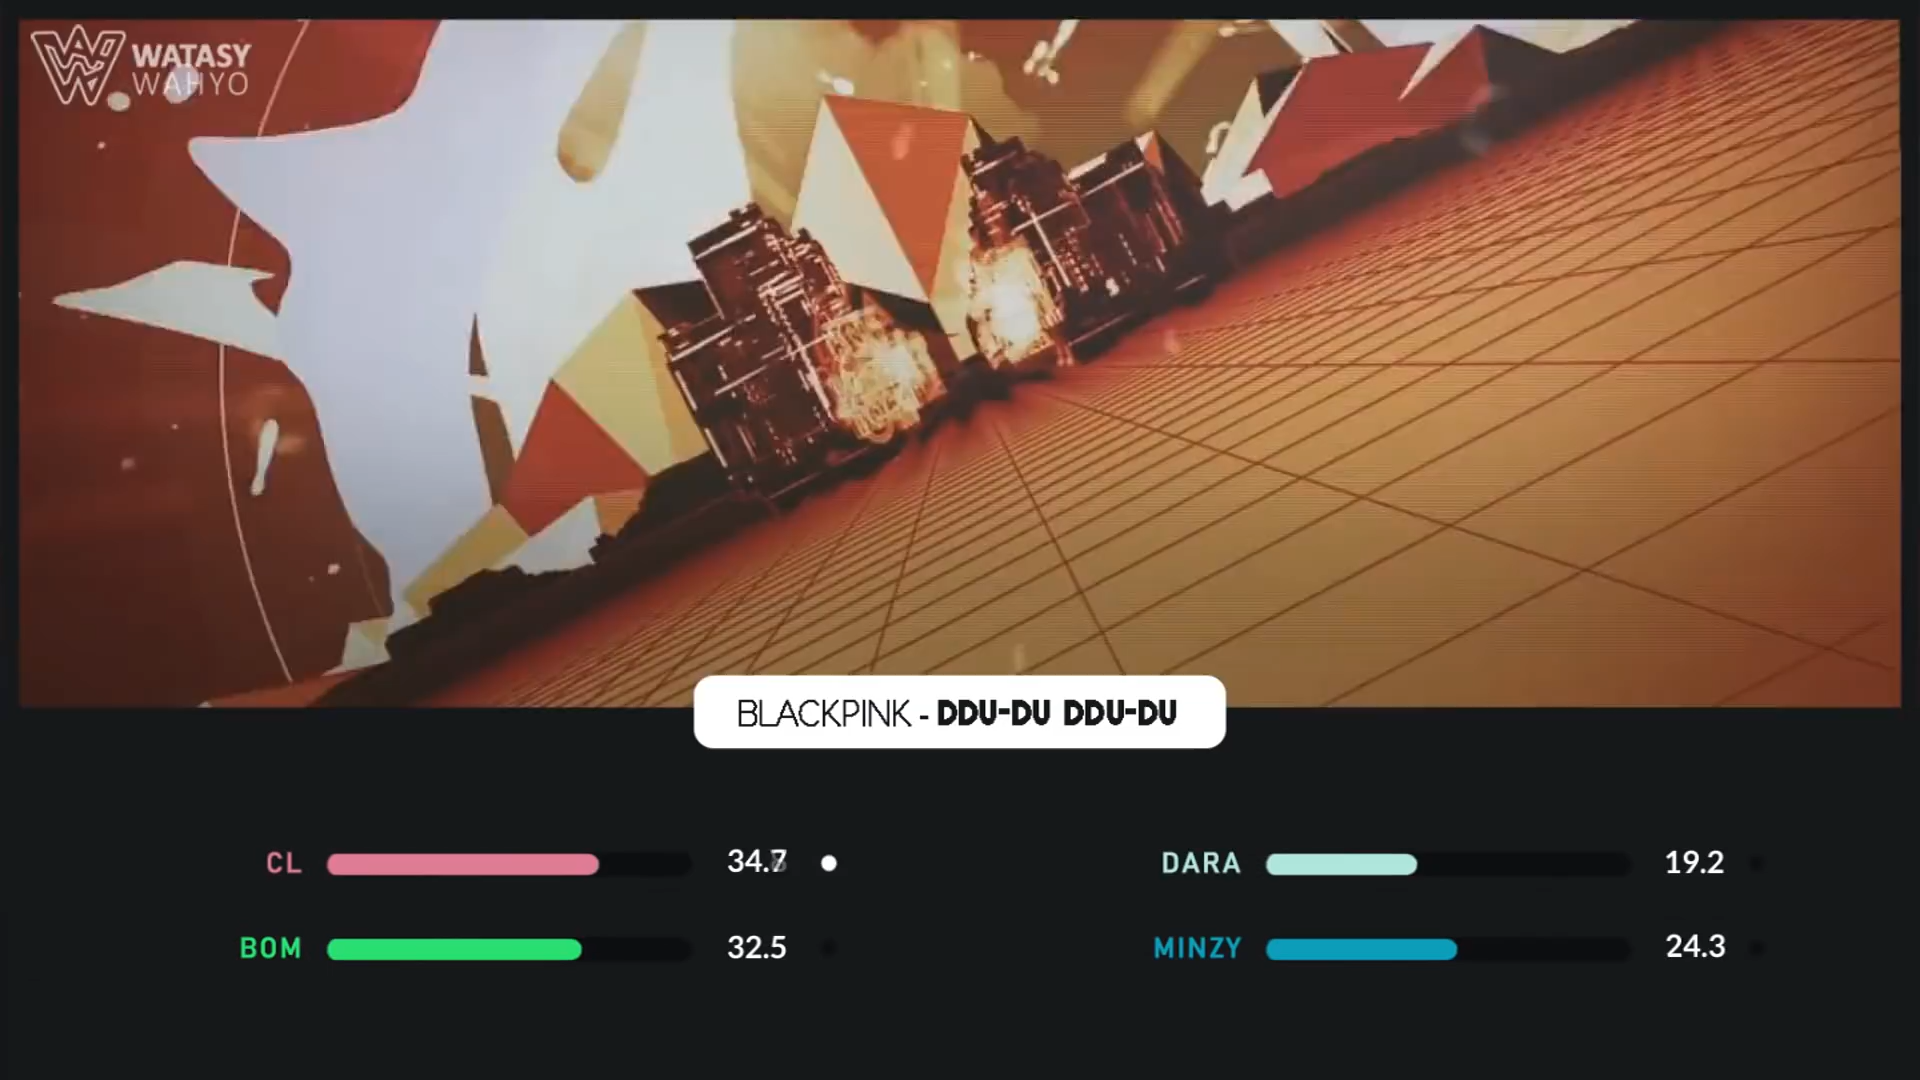 WATASY
WAHYO
BLACKPINK - DDU-DU DDU-DU
CL 34.7
DARA 19.2
BOM 32.5
MINZY 24.3